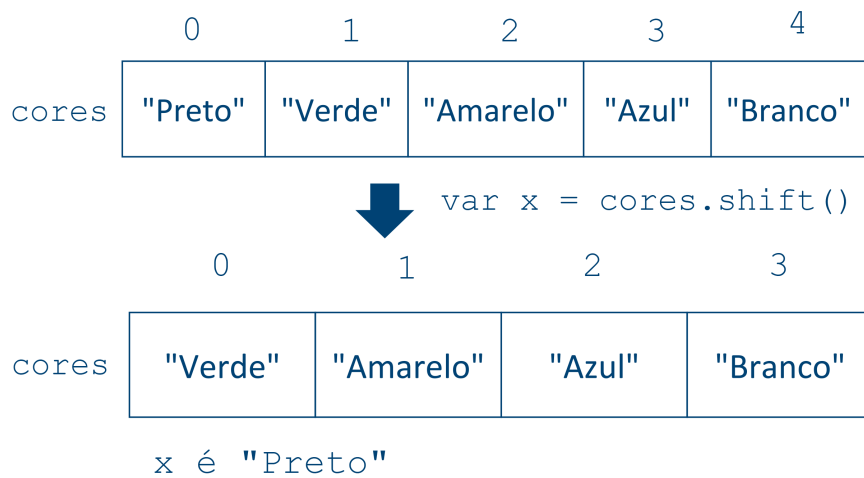 0 1 2 3 4
cores "Preto" "Verde" "Amarelo" "Azul" "Branco"
var x = cores.shift()
0 1 2 3
cores "Verde" "Amarelo" "Azul" "Branco"
x é "Preto"